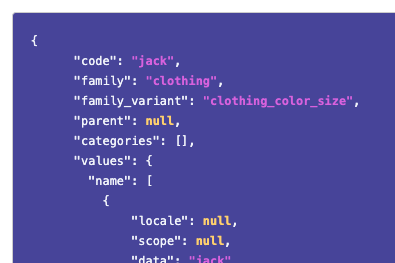 {
"code": "jack",
"family": "clothing",
"family_variant": "clothing_color_size",
"parent": null,
"categories": [],
"values": {
"name": [
{
"locale": null,
"scope": null,
"data": "jack"